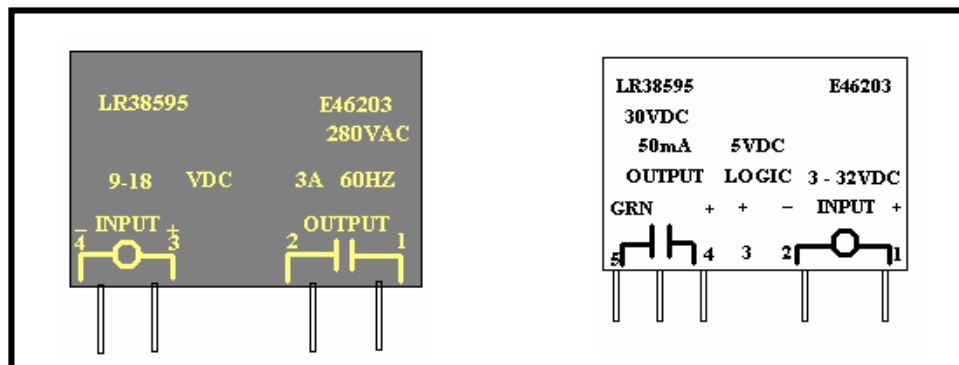 LR38595 E46203
280VAC
9-18 VDC 3A 60HZ
INPUT OUTPUT
− +
4 3 2 1
LR38595 E46203
30VDC
50mA 5VDC
OUTPUT LOGIC 3 - 32VDC
GRN + + − INPUT +
5 4 3 2 1